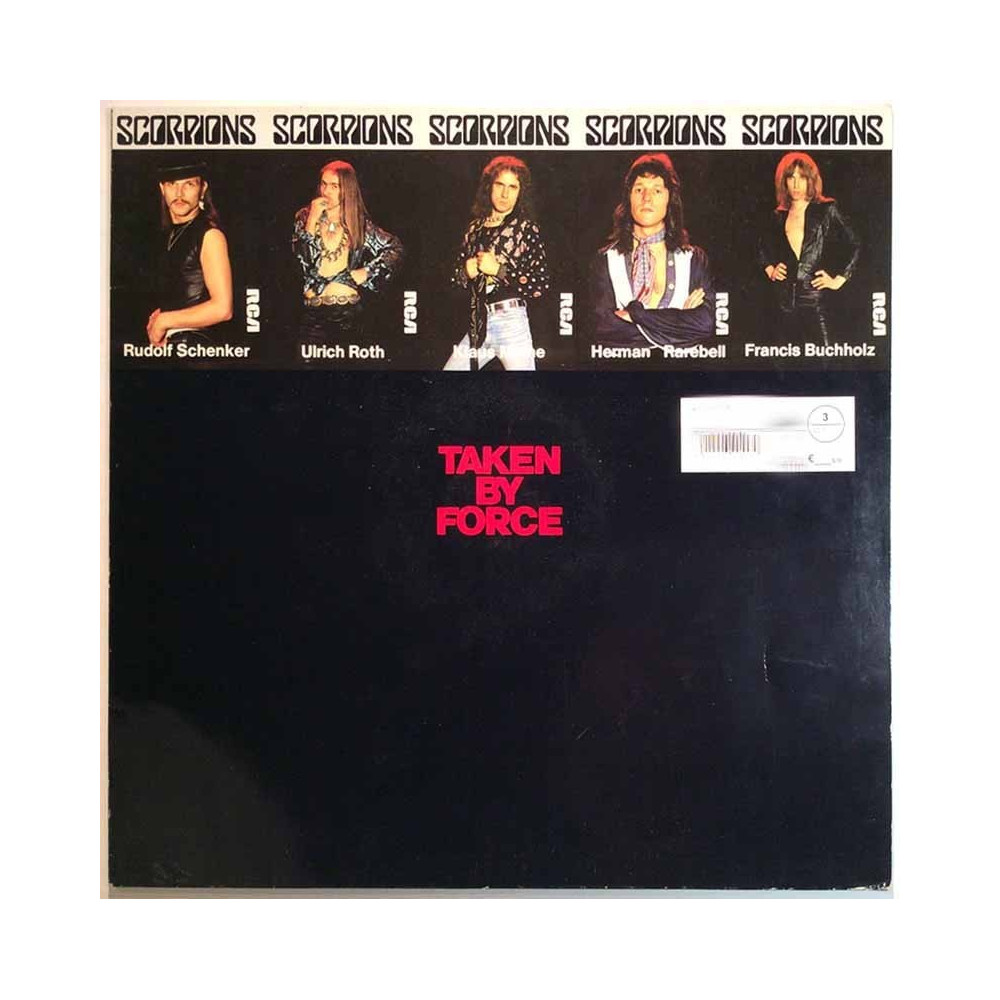 SCORPIONS SCORPIONS SCORPIONS SCORPIONS SCORPIONS
RCA RCA RCA RCA RCA
Rudolf Schenker Ulrich Roth Klaus Herman Rarebell Francis Buchholz
3
€
TAKEN
BY
FORCE